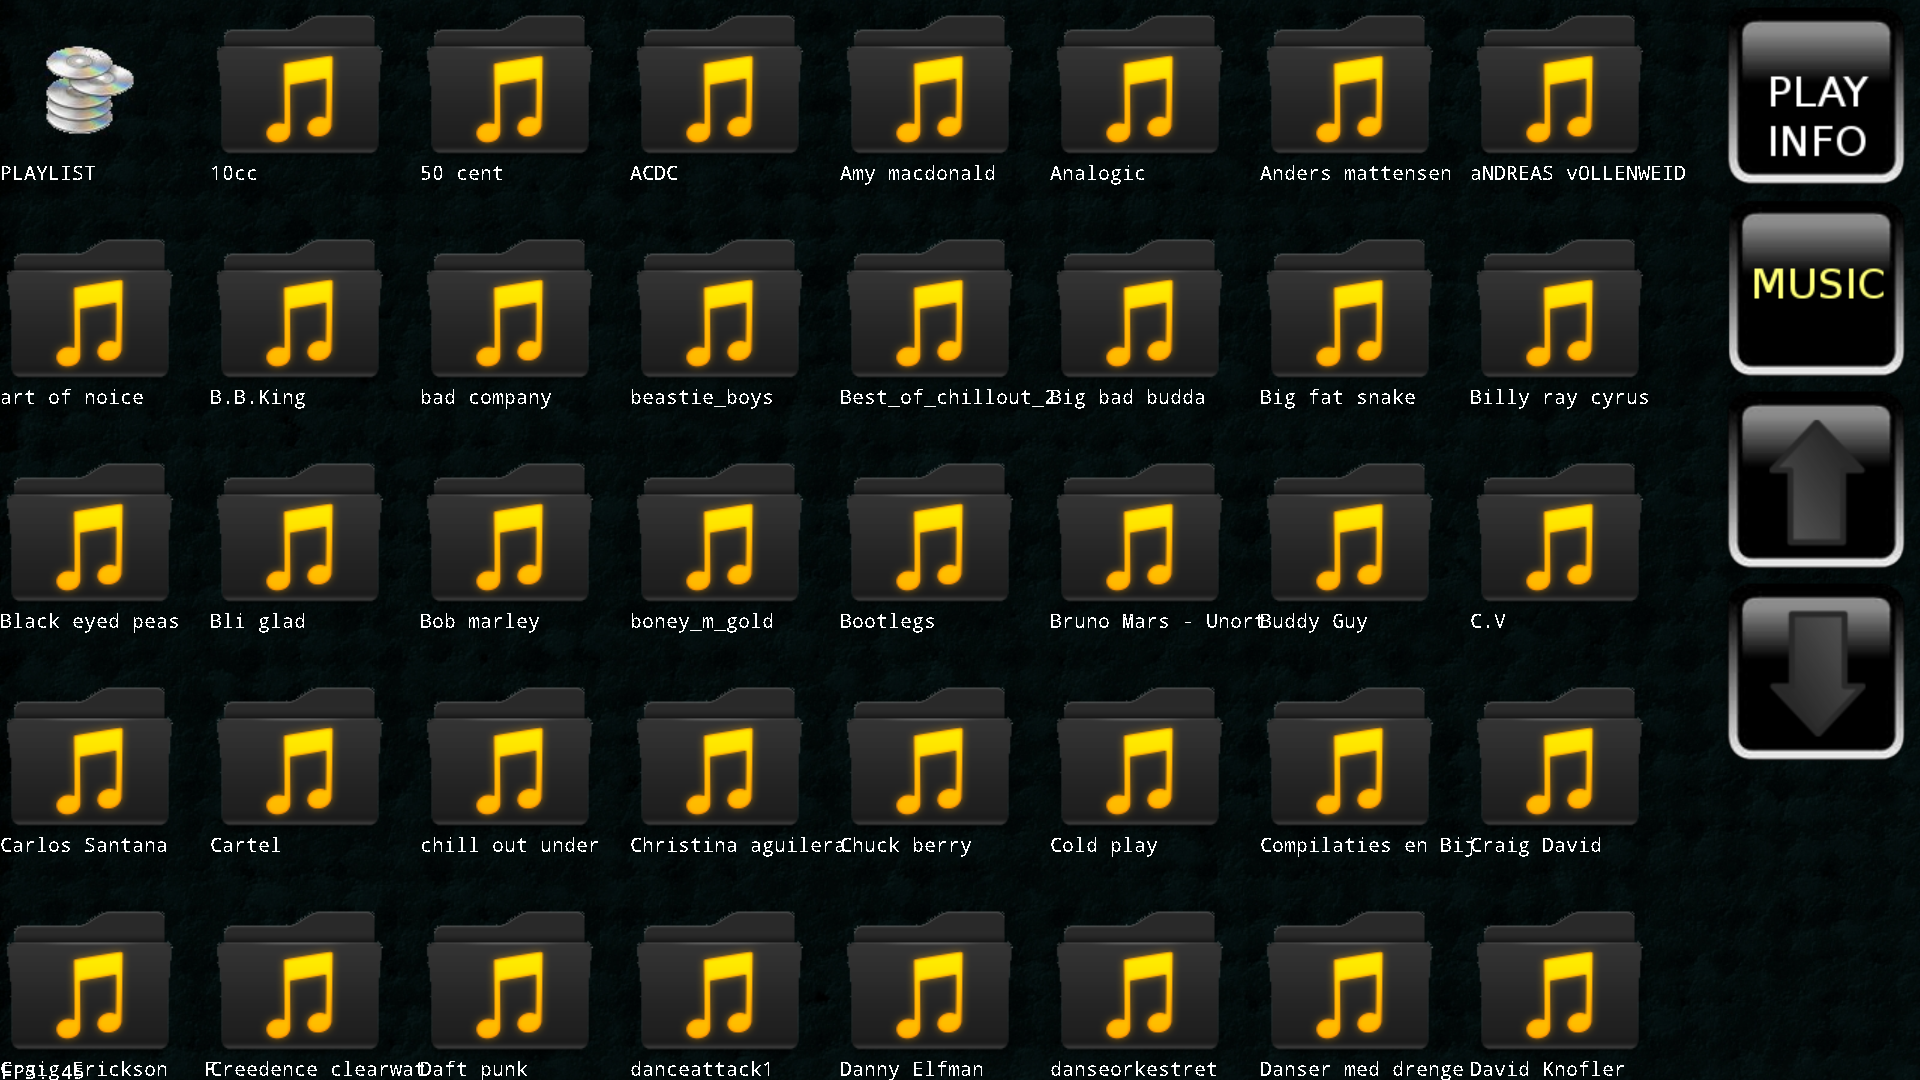 PLAYLIST
10cc
50 cent
ACDC
Amy macdonald
Analogic
Anders mattensen
aNDREAS vOLLENWEID
PLAY
INFO
art of noice
B.B.King
bad company
beastie_boys
Best_of_chillout_2
Big bad budda
Big fat snake
Billy ray cyrus
MUSIC
Black eyed peas
Bli glad
Bob marley
boney_m_gold
Bootlegs
Bruno Mars - Unort
Buddy Guy
C.V
Carlos Santana
Cartel
chill out under
Christina aguilera
Chuck berry
Cold play
Compilaties en Bij
Craig David
Craig Erickson
Creedence clearwat
Daft punk
danceattack1
Danny Elfman
danseorkestret
Danser med drenge
David Knofler